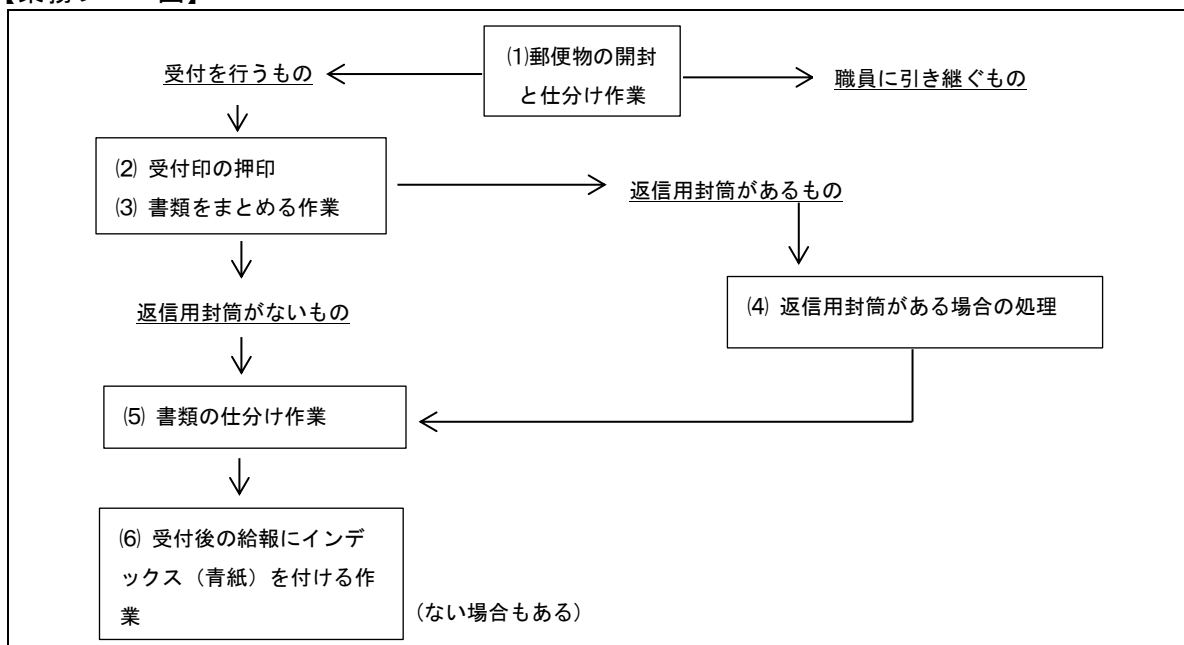 (1)郵便物の開封
と仕分け作業
受付を行うもの
職員に引き継ぐもの
(2) 受付印の押印
(3) 書類をまとめる作業
返信用封筒があるもの
返信用封筒がないもの
(4) 返信用封筒がある場合の処理
(5) 書類の仕分け作業
(6) 受付後の給報にインデ
ックス（青紙）を付ける作
業
（ない場合もある）